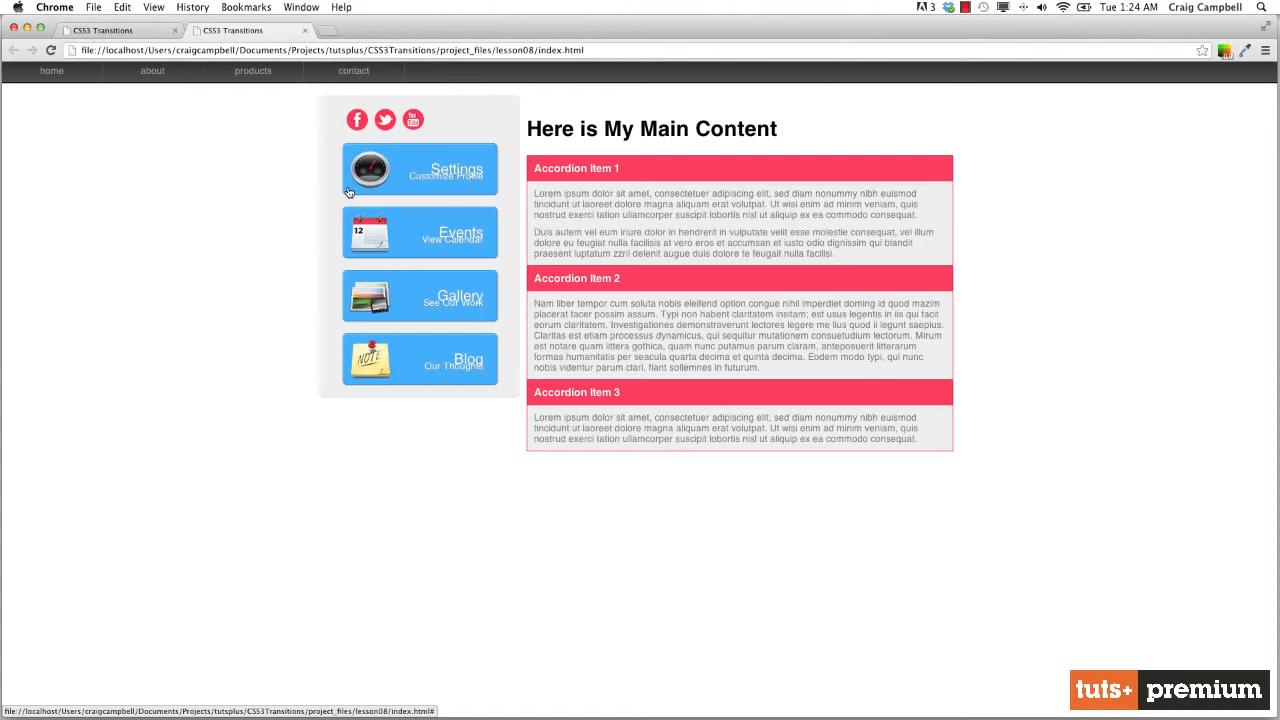 Chrome File Edit View History Bookmarks Window Help
3 Tue 1:24 AM Craig Campbell
CSS3 Transitions
CSS3 Transitions
file://localhost/Users/craigcampbell/Documents/Projects/tutsplus/CSS3Transitions/project_files/lesson08/index.html
home about products contact
f
You Tube
Settings
Customize Profile
12
Events
View Calendar
Gallery
See Our Work
NOTE
Blog
Our Thoughts
Here is My Main Content
Accordion Item 1
Lorem ipsum dolor sit amet, consectetuer adipiscing elit, sed diam nonummy nibh euismod
tincidunt ut laoreet dolore magna aliquam erat volutpat. Ut wisi enim ad minim veniam, quis
nostrud exerci tation ullamcorper suscipit lobortis nisl ut aliquip ex ea commodo consequat.
Duis autem vel eum iriure dolor in hendrerit in vulputate velit esse molestie consequat, vel illum
dolore eu feugiat nulla facilisis at vero eros et accumsan et iusto odio dignissim qui blandit
praesent luptatum zzril delenit augue duis dolore te feugait nulla facilisi.
Accordion Item 2
Nam liber tempor cum soluta nobis eleifend option congue nihil imperdiet doming id quod mazim
placerat facer possim assum. Typi non habent claritatem insitam; est usus legentis in iis qui facit
eorum claritatem. Investigationes demonstraverunt lectores legere me lius quod ii legunt saepius.
Claritas est etiam processus dynamicus, qui sequitur mutationem consuetudium lectorum. Mirum
est notare quam littera gothica, quam nunc putamus parum claram, anteposuerit litterarum
formas humanitatis per seacula quarta decima et quinta decima. Eodem modo typi, qui nunc
nobis videntur parum clari, fiant sollemnes in futurum.
Accordion Item 3
Lorem ipsum dolor sit amet, consectetuer adipiscing elit, sed diam nonummy nibh euismod
tincidunt ut laoreet dolore magna aliquam erat volutpat. Ut wisi enim ad minim veniam, quis
nostrud exerci tation ullamcorper suscipit lobortis nisl ut aliquip ex ea commodo consequat.
tuts+ premium
file://localhost/Users/craigcampbell/Documents/Projects/tutsplus/CSS3Transitions/project_files/lesson08/index.html#